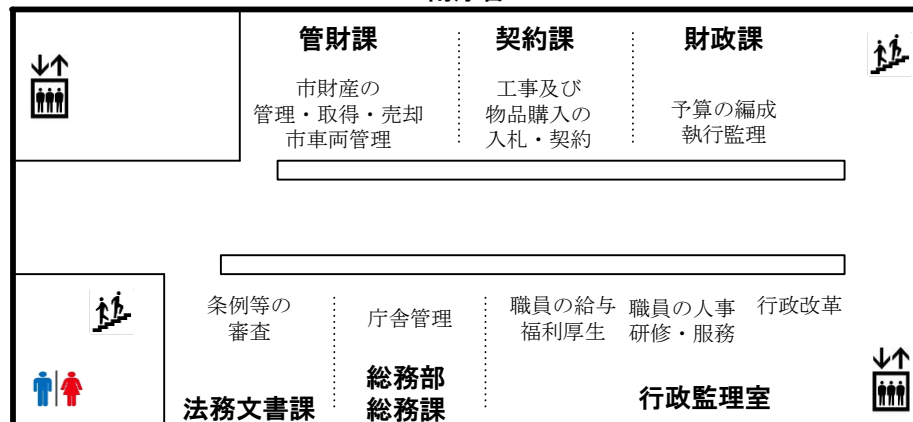 管財課
市財産の
管理・取得・売却
市車両管理
契約課
工事及び
物品購入の
入札・契約
財政課
予算の編成
執行監理
条例等の
審査
法務文書課
庁舎管理
総務部
総務課
職員の給与
福利厚生
職員の人事
研修・服務
行政改革
行政監理室